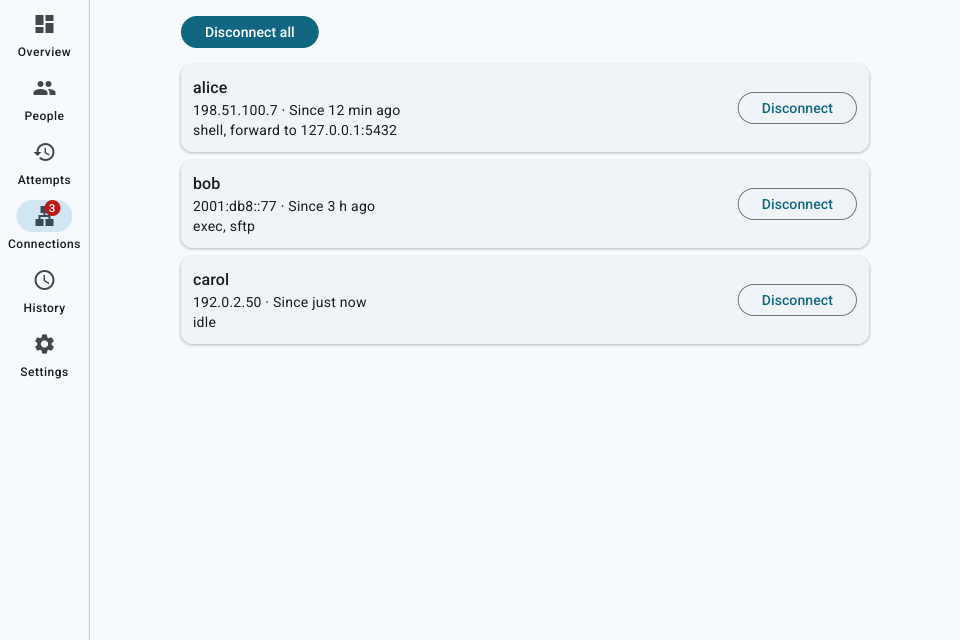 Overview
People
Attempts
3
Connections
History
Settings
Disconnect all
alice
198.51.100.7 · Since 12 min ago
shell, forward to 127.0.0.1:5432
Disconnect
bob
2001:db8::77 · Since 3 h ago
exec, sftp
Disconnect
carol
192.0.2.50 · Since just now
idle
Disconnect